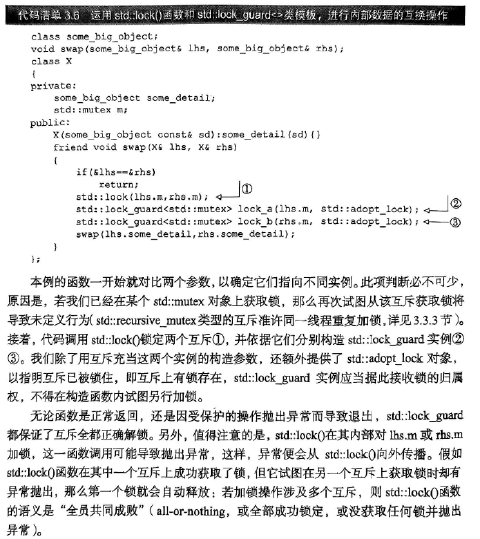 代码清单 3.6 运用 std::lock()函数和 std::lock_guard<>类模板，进行内部数据的互换操作
class some_big_object;
void swap(some_big_object& lhs, some_big_object& rhs);
class X
{
private:
some_big_object some_detail;
std::mutex m;
public:
X(some_big_object const& sd):some_detail(sd){}
friend void swap(X& lhs, X& rhs)
{
if(&lhs==&rhs)
return;
std::lock(lhs.m,rhs.m); ①
std::lock_guard<std::mutex> lock_a(lhs.m, std::adopt_lock); ②
std::lock_guard<std::mutex> lock_b(rhs.m, std::adopt_lock); ③
swap(lhs.some_detail,rhs.some_detail);
}
};
本例的函数一开始就对比两个参数，以确定它们指向不同实例。此项判断必不可少，
原因是，若我们已经在某个 std::mutex 对象上获取锁，那么再次试图从该互斥获取锁将
导致未定义行为（std::recursive_mutex类型的互斥准许同一线程重复加锁。详见 3.3.3 节）。
接着，代码调用 std::lock()锁定两个互斥①，并依据它们分别构造 std::lock_guard 实例②
③。我们除了用互斥充当这两个实例的构造参数，还额外提供了 std::adopt_lock 对象，
以指明互斥已被锁住，即互斥上有锁存在，std::lock_guard 实例应当据此接收锁的归属
权，不得在构造函数内试图另行加锁。
无论函数是正常返回，还是因受保护的操作抛出异常而导致退出，std::lock_guard
都保证了互斥全都正确解锁。另外，值得注意的是，std::lock()在其内部对 lhs.m 或 rhs.m
加锁，这一函数调用可能导致抛出异常，这样，异常便会从 std::lock()向外传播。假如
std::lock()函数在其中一个互斥上成功获取了锁，但它试图在另一个互斥上获取锁时却有
异常抛出，那么第一个锁就会自动释放：若加锁操作涉及多个互斥，则 std::lock()函数
的语义是“全员共同成败”（all-or-nothing，或全部成功锁定，或没获取任何锁并抛出
异常）。